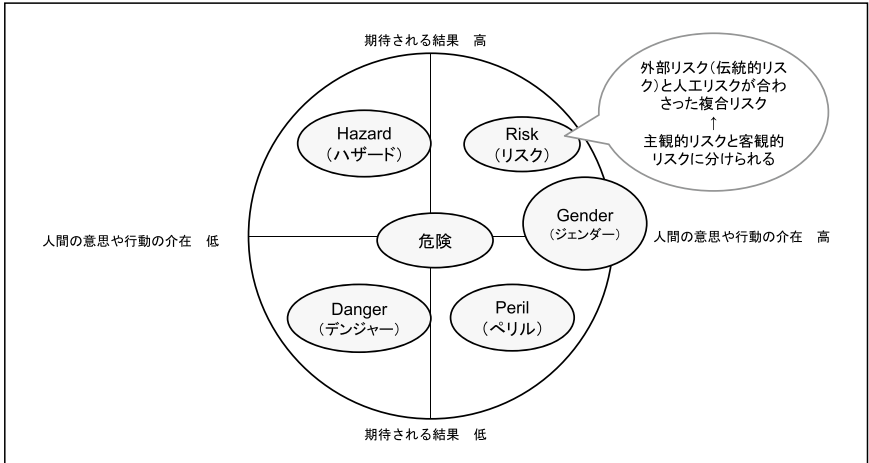 期待される結果　高
外部リスク（伝統的リス
ク）と人工リスクが合わ
さった複合リスク
↑
主観的リスクと客観的
リスクに分けられる
Hazard
（ハザード）
Risk
（リスク）
Gender
（ジェンダー）
人間の意思や行動の介在　低
危険
人間の意思や行動の介在　高
Danger
（デンジャー）
Peril
（ペリル）
期待される結果　低